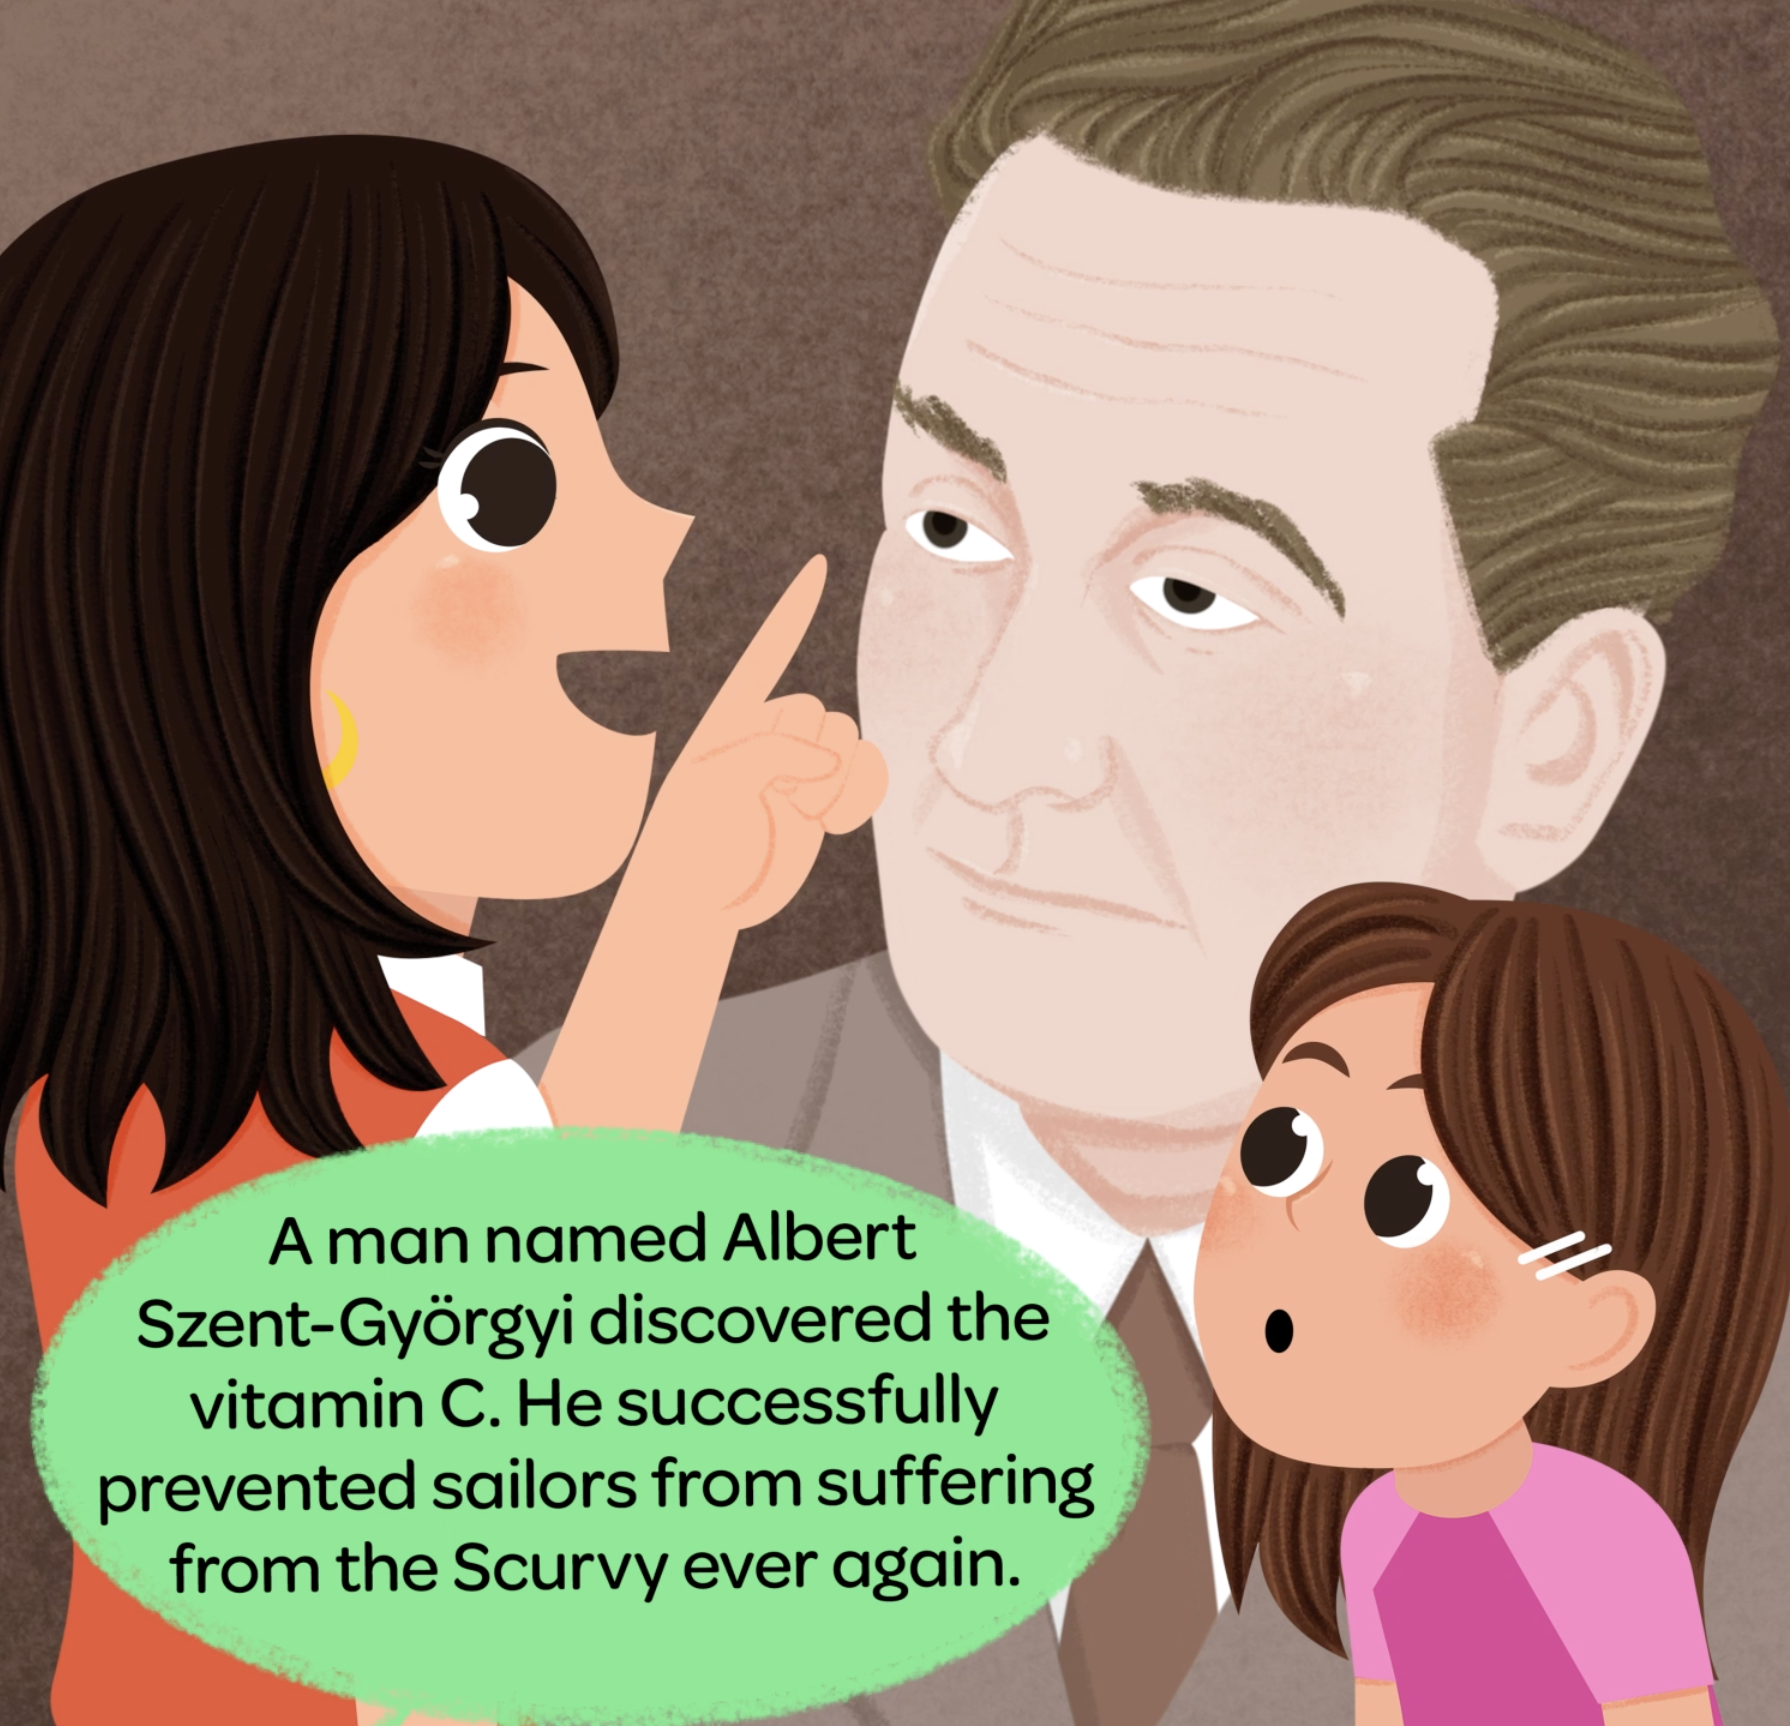 A man named Albert
Szent-Györgyi discovered the
vitamin C. He successfully
prevented sailors from suffering
from the Scurvy ever again.